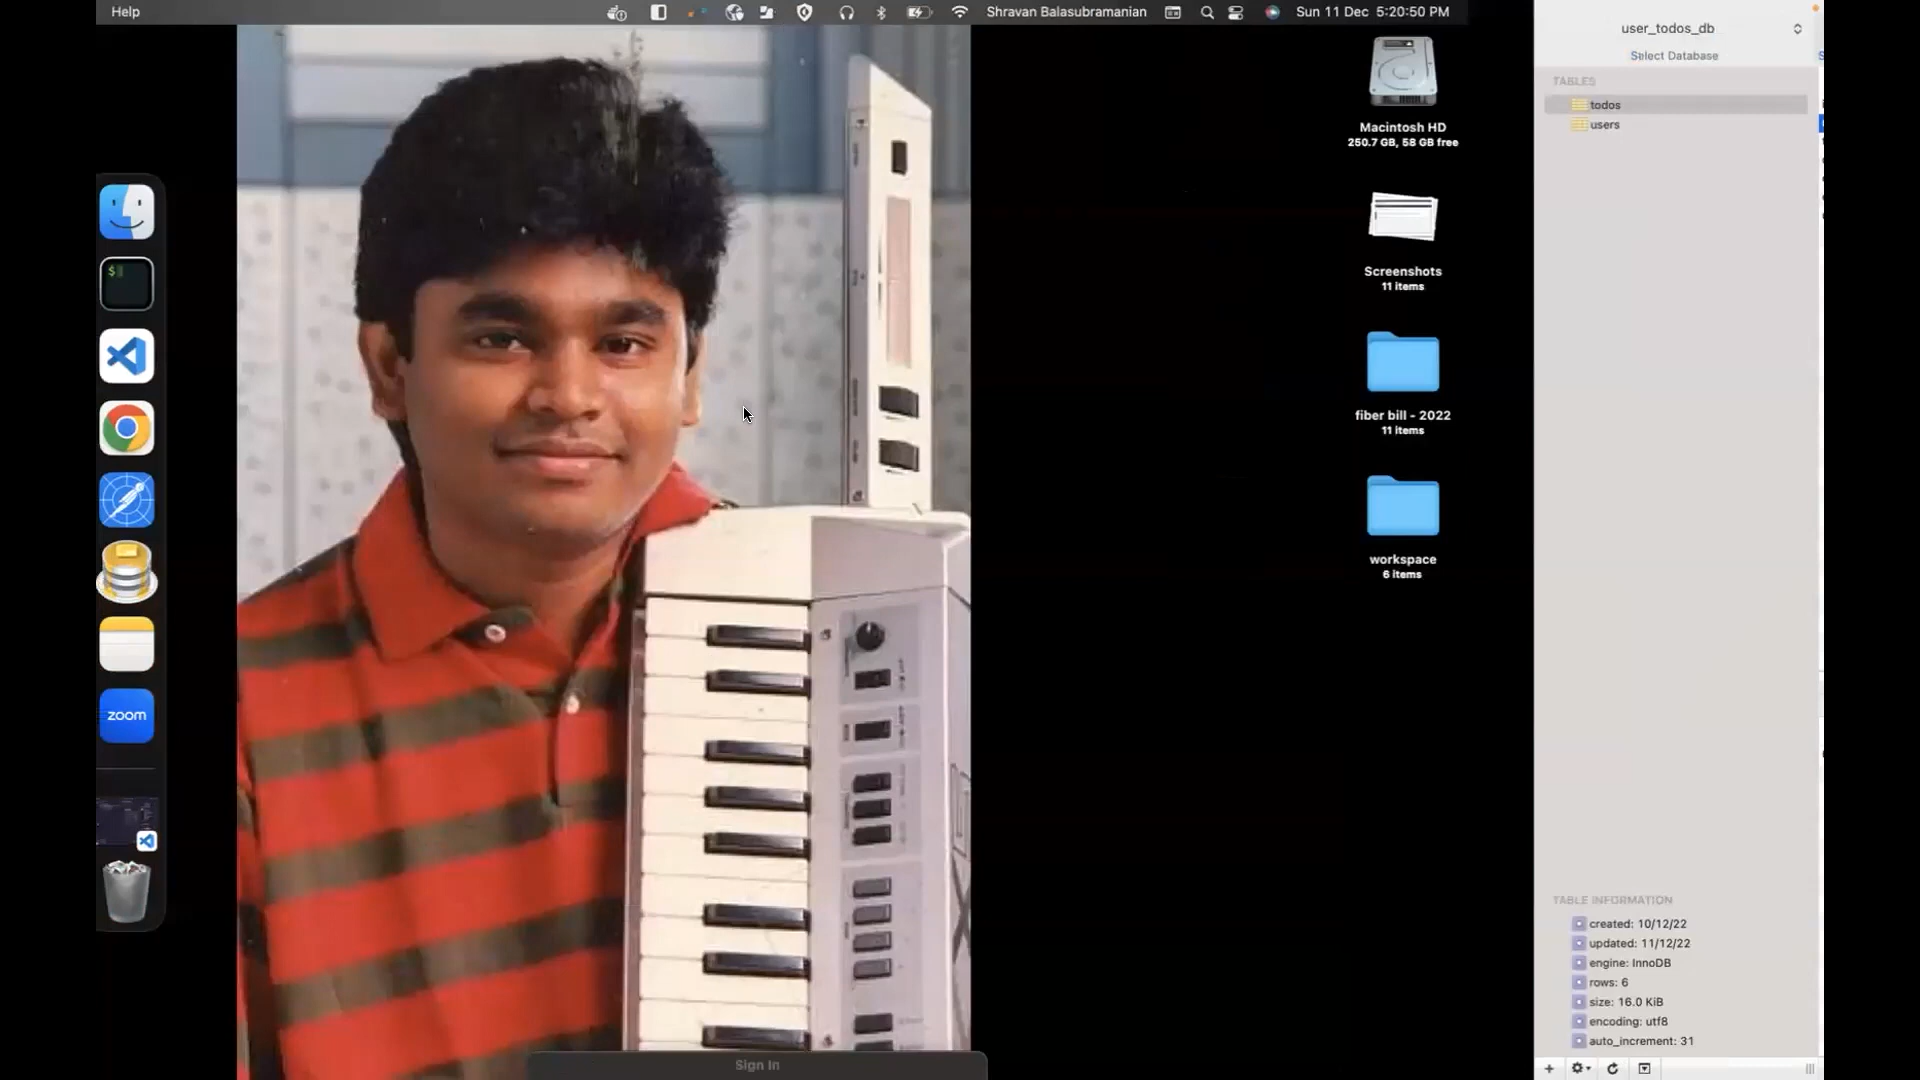 Help
Shravan Balasubramanian
Sun 11 Dec 5:20:50 PM
user_todos_db
Select Database
TABLES
todos
users
Macintosh HD
250.7 GB, 58 GB free
Screenshots
11 items
fiber bill - 2022
11 items
workspace
6 items
$
zoom
TABLE INFORMATION
created: 10/12/22
updated: 11/12/22
engine: InnoDB
rows: 6
size: 16.0 KiB
encoding: utf8
auto_increment: 31
Sign In